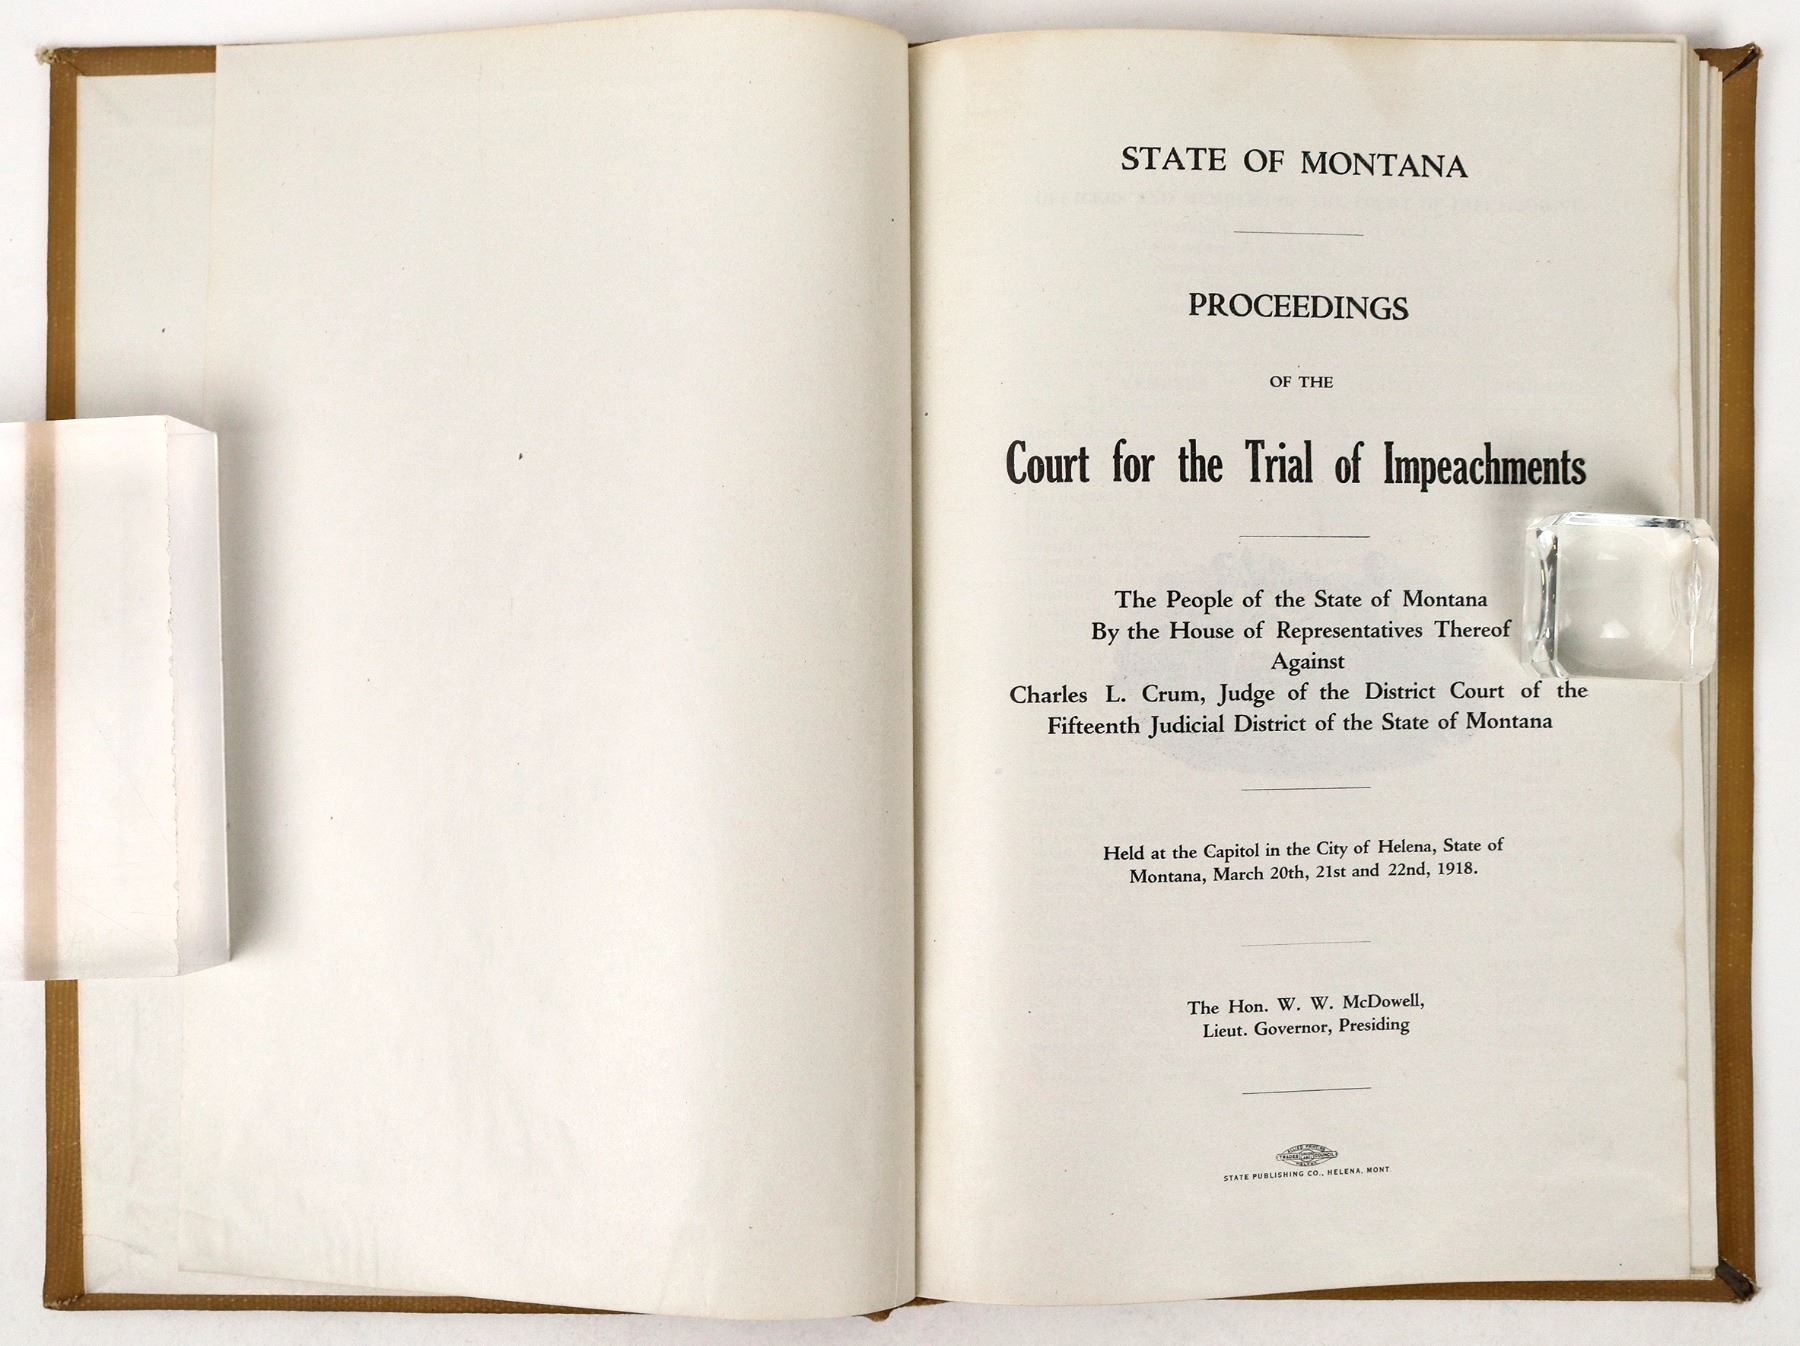 STATE OF MONTANA
PROCEEDINGS
OF THE
Court for the Trial of Impeachments
The People of the State of Montana
By the House of Representatives Thereof
Against
Charles L. Crum, Judge of the District Court of the
Fifteenth Judicial District of the State of Montana
Held at the Capitol in the City of Helena, State of
Montana, March 20th, 21st and 22nd, 1918.
The Hon. W. W. McDowell,
Lieut. Governor, Presiding
TRADES COUNCIL
STATE PUBLISHING CO., HELENA, MONT